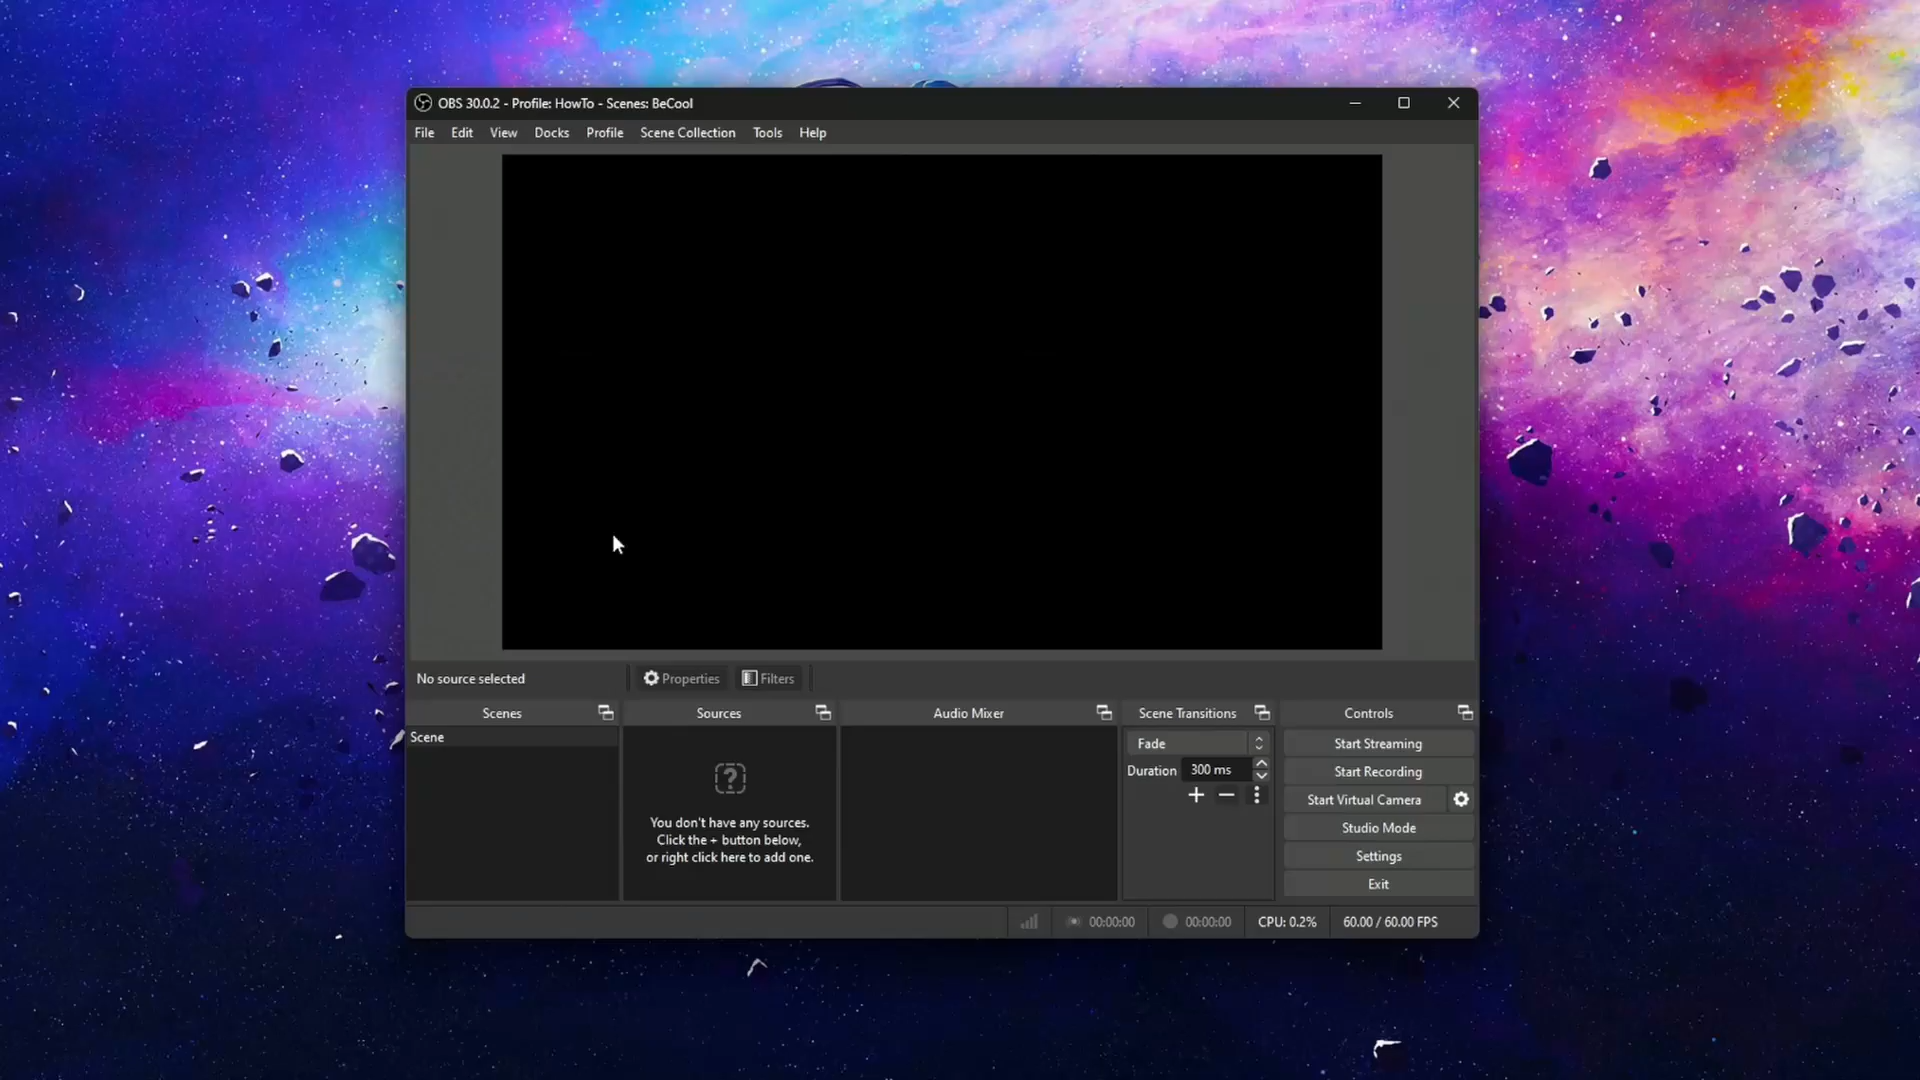 OBS 30.0.2 - Profile: HowTo - Scenes: BeCool
File Edit View Docks Profile Scene Collection Tools Help
No source selected
Properties
Filters
Scenes
Sources
Audio Mixer
Scene Transitions
Controls
Scene
You don't have any sources.
Click the + button below,
or right click here to add one.
Fade
Duration 300 ms
Start Streaming
Start Recording
Start Virtual Camera
Studio Mode
Settings
Exit
00:00:00
00:00:00
CPU: 0.2%
60.00 / 60.00 FPS